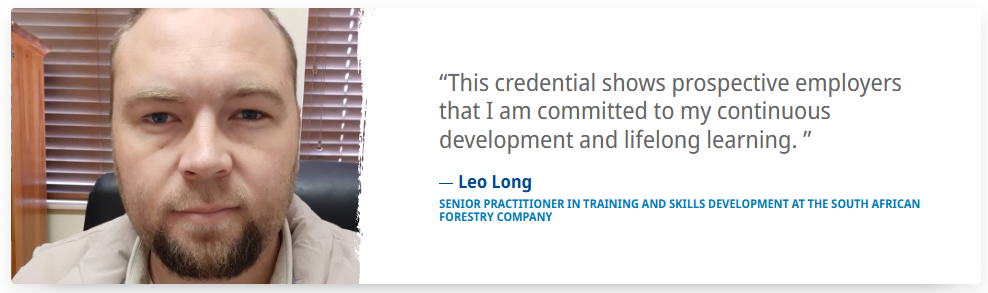 “This credential shows prospective employers
that I am committed to my continuous
development and lifelong learning. ”
— Leo Long
SENIOR PRACTITIONER IN TRAINING AND SKILLS DEVELOPMENT AT THE SOUTH AFRICAN
FORESTRY COMPANY